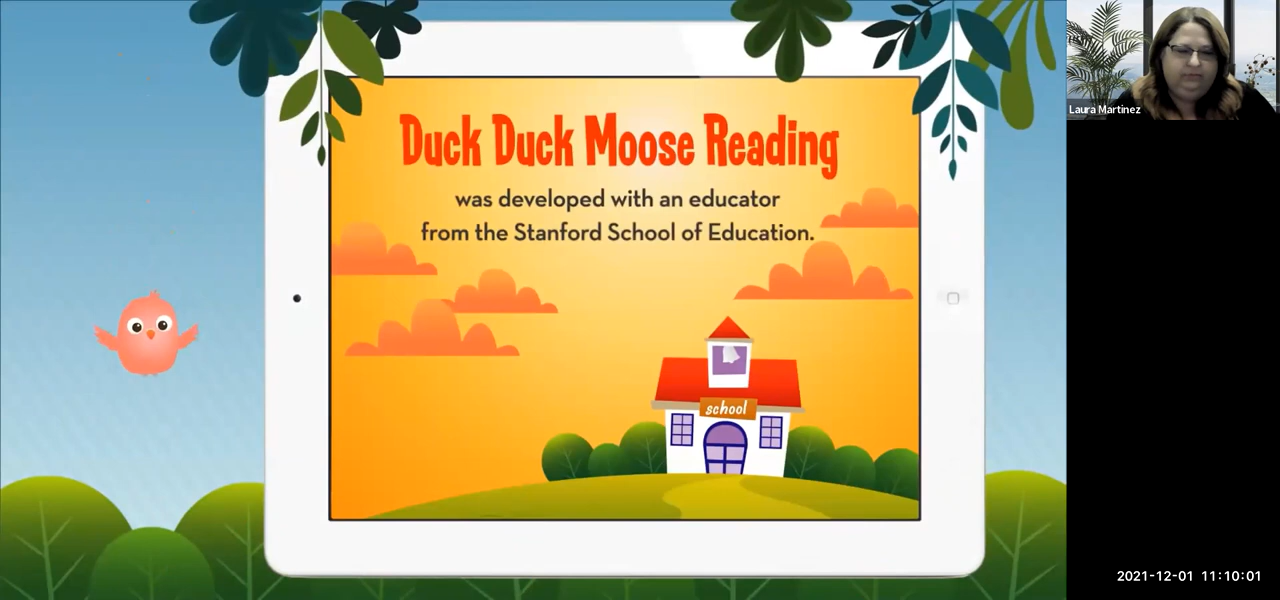 Duck Duck Moose Reading
was developed with an educator
from the Stanford School of Education.
school
Laura Martinez
2021-12-01 11:10:01